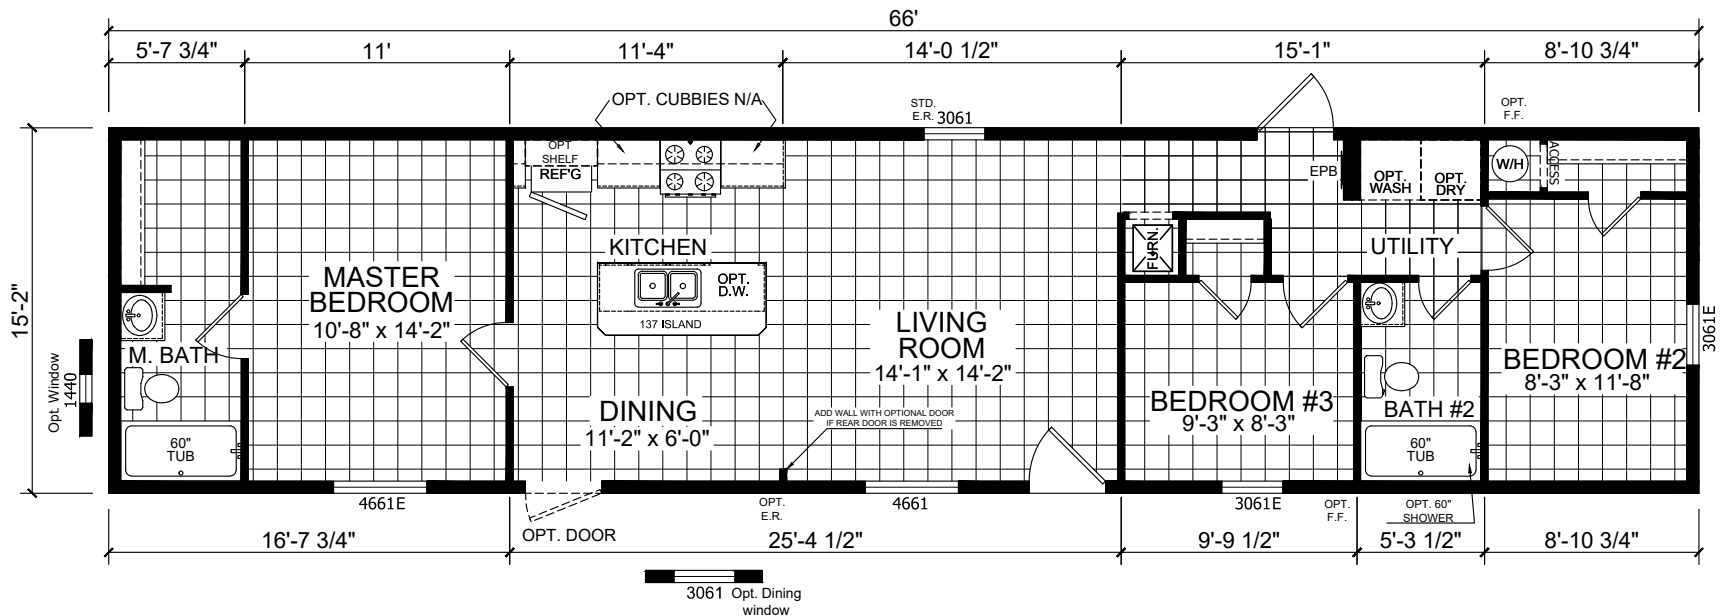 66'
5'-7 3/4"
11'
11'-4"
14'-0 1/2"
15'-1"
8'-10 3/4"
OPT. CUBBIES N/A
STD.
E.R.
3061
OPT.
F.F.
OPT
SHELF
REF'G
EPB
OPT.
WASH
OPT.
DRY
W/H
ACCESS
15'-2"
MASTER
BEDROOM
10'-8" x 14'-2"
KITCHEN
OPT.
D.W.
137 ISLAND
FURN.
UTILITY
LIVING
ROOM
14'-1" x 14'-2"
M. BATH
Opt. Window
1440
60"
TUB
DINING
11'-2" x 6'-0"
ADD WALL WITH OPTIONAL DOOR
IF REAR DOOR IS REMOVED
BEDROOM #3
9'-3" x 8'-3"
BATH #2
60"
TUB
BEDROOM #2
8'-3" x 11'-8"
3061E
4661E
OPT. DOOR
OPT.
E.R.
4661
3061E
OPT.
F.F.
OPT. 60"
SHOWER
16'-7 3/4"
25'-4 1/2"
9'-9 1/2"
5'-3 1/2"
8'-10 3/4"
3061
Opt. Dining
window